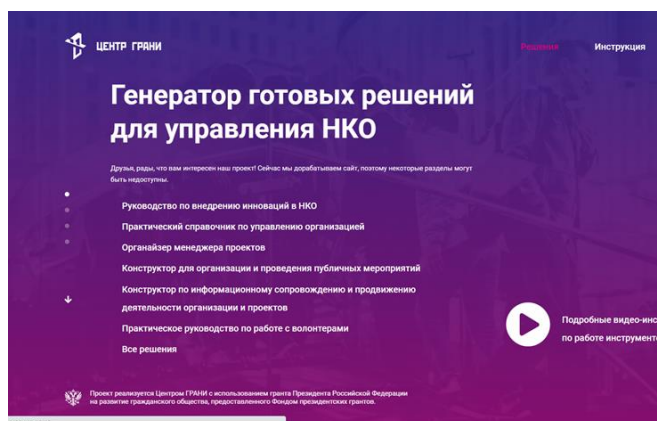 ЦЕНТР ГРАНИ
Решения
Инструкция
Генератор готовых решений
для управления НКО
Друзья, рады, что вам интересен наш проект! Сейчас мы дорабатываем сайт, поэтому некоторые разделы могут
быть недоступны.
Руководство по внедрению инноваций в НКО
Практический справочник по управлению организацией
Органайзер менеджера проектов
Конструктор для организации и проведения публичных мероприятий
Конструктор по информационному сопровождению и продвижению
деятельности организации и проектов
Практическое руководство по работе с волонтерами
Все решения
Подробные видео-инс
по работе инструменто
Проект реализуется Центром ГРАНИ с использованием гранта Президента Российской Федерации
на развитие гражданского общества, предоставленного Фондом президентских грантов.